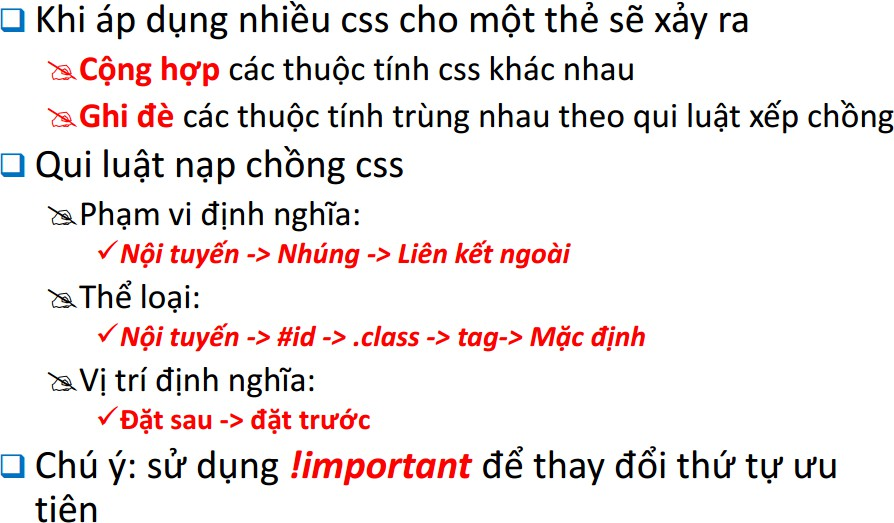 Khi áp dụng nhiều css cho một thẻ sẽ xảy ra
Cộng hợp các thuộc tính css khác nhau
Ghi đè các thuộc tính trùng nhau theo qui luật xếp chồng
Qui luật nạp chồng css
Phạm vi định nghĩa:
Nội tuyến -> Nhúng -> Liên kết ngoài
Thể loại:
Nội tuyến -> #id -> .class -> tag-> Mặc định
Vị trí định nghĩa:
Đặt sau -> đặt trước
Chú ý: sử dụng !important để thay đổi thứ tự ưu
tiên